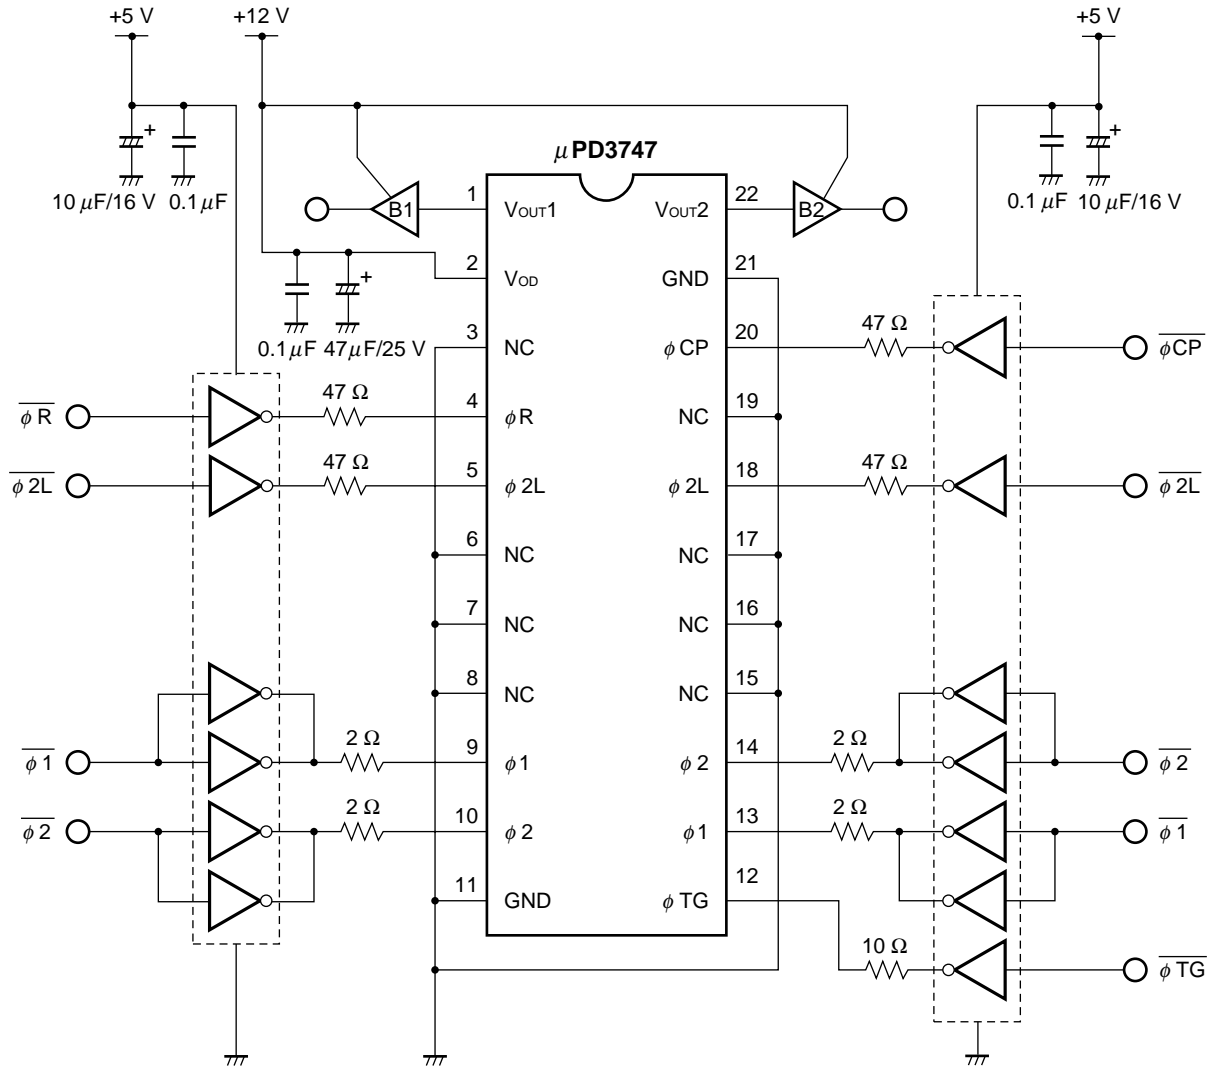 +5 V +12 V +5 V
μPD3747
10 μF/16 V 0.1 μF 0.1 μF 10 μF/16 V
B1 1 VOUT1 VOUT2 22 B2
2 VOD GND 21
0.1 μF 47 μF/25 V
3 NC φCP 20 47 Ω φCP
φR 47 Ω 4 φR NC 19
φ2L 47 Ω 5 φ2L φ2L 18 47 Ω φ2L
6 NC NC 17
7 NC NC 16
8 NC NC 15
φ1 2 Ω 9 φ1 φ2 14 2 Ω φ2
φ2 2 Ω 10 φ2 φ1 13 2 Ω φ1
11 GND φTG 12
10 Ω φTG
+ + +